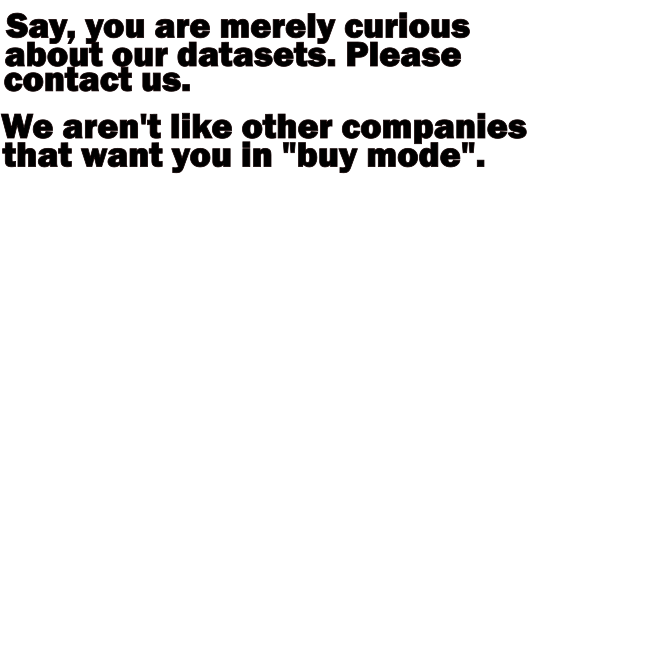 Say, you are merely curious
about our datasets. Please
contact us.
We aren't like other companies
that want you in "buy mode".